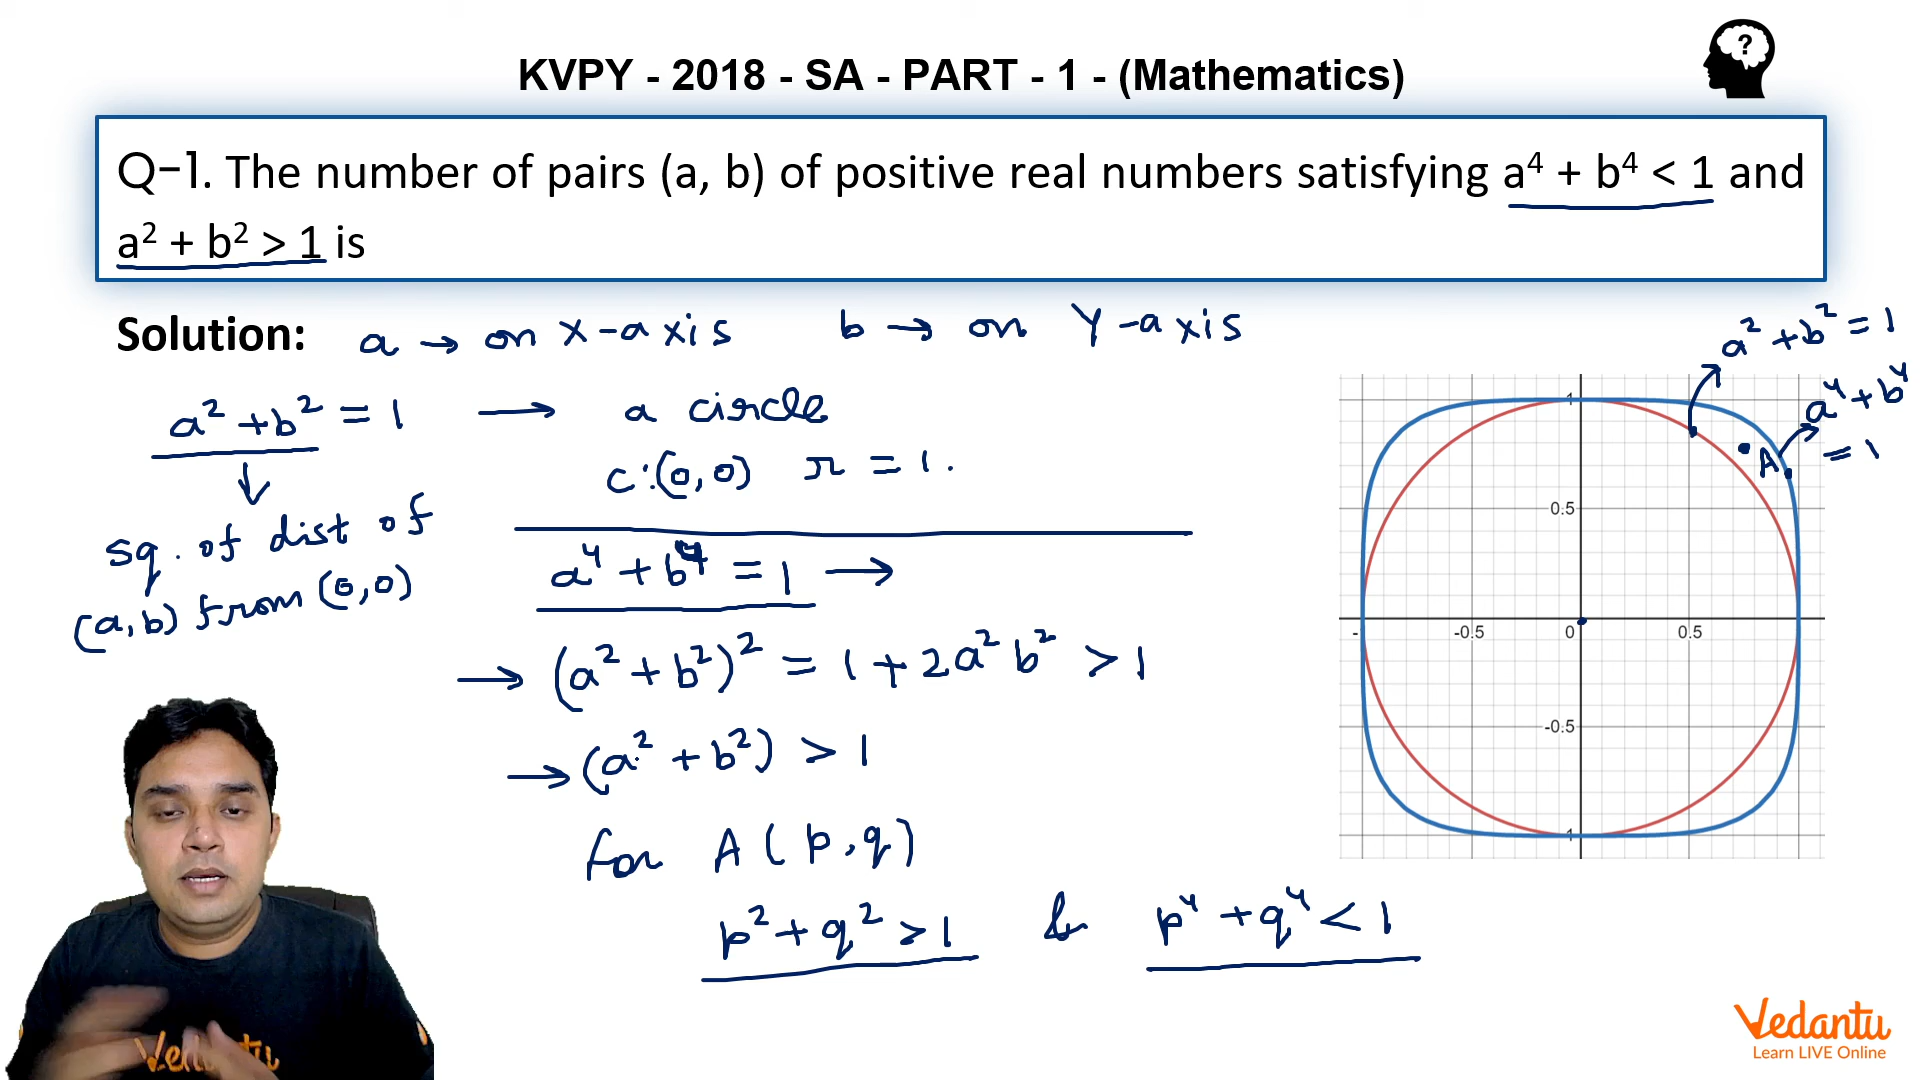 ?
KVPY - 2018 - SA - PART - 1 - (Mathematics)
Q-1. The number of pairs (a, b) of positive real numbers satisfying a⁴ + b⁴ < 1 and
a² + b² > 1 is
Solution: a → on X-axis b → on Y-axis
a² + b² = 1 → a circle
C:(0,0) r = 1.
sq. of dist of
(a,b) from (0,0)
a⁴ + b⁴ = 1 →
→ (a² + b²)² = 1 + 2a² b² > 1
→ (a² + b²) > 1
for A(p,q)
p² + q² > 1 & p⁴ + q⁴ < 1
a² + b² = 1
a⁴ + b⁴
= 1
A
1
0.5
-0.5 0 0.5
-0.5
1
Vedantu
Vedantu
Learn LIVE Online